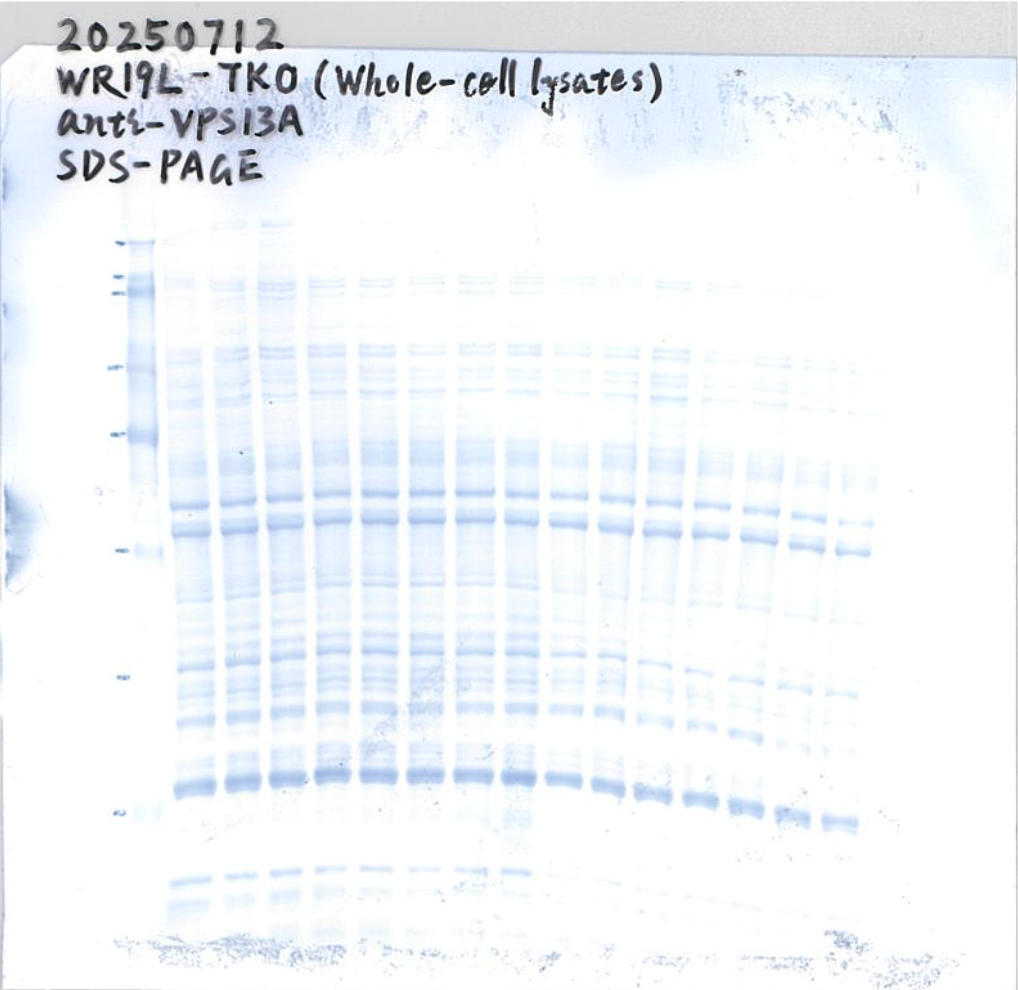 20250712
WR19L-TKO (Whole-cell lysates)
anti-VPS13A
SDS-PAGE